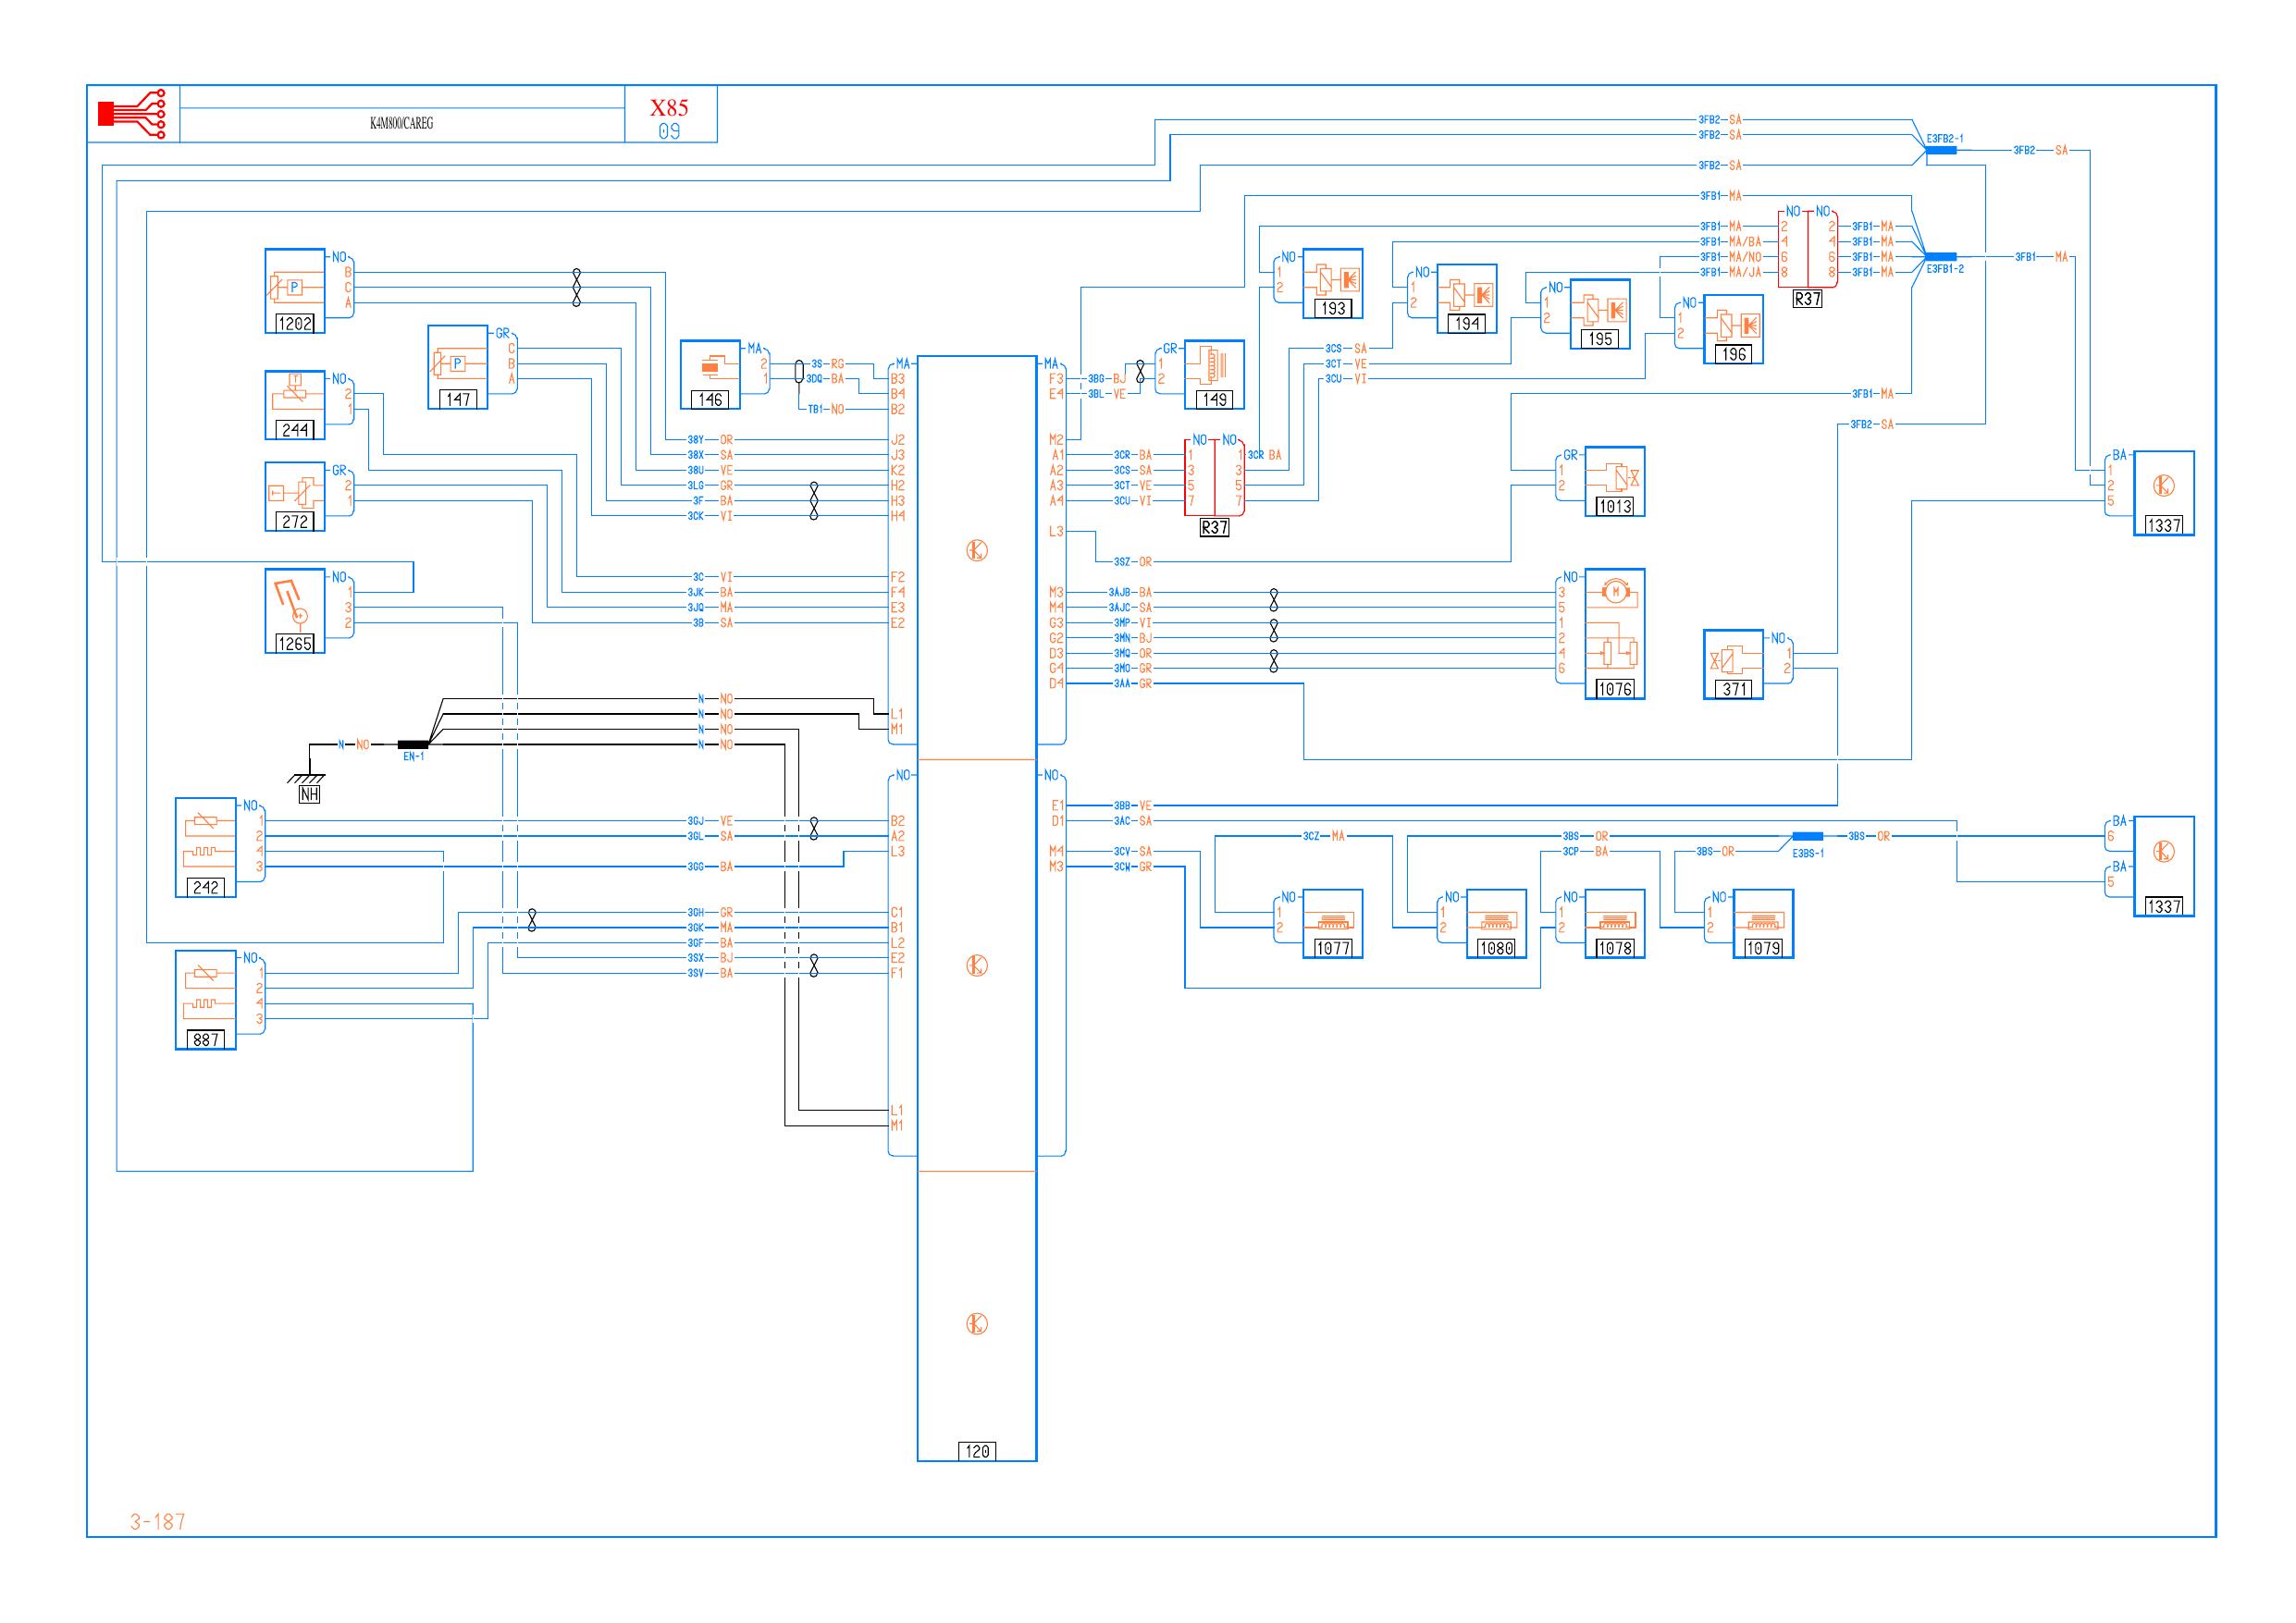 K4M800/CAREG
X85
09
3FB2 SA
3FB2 SA
E3FB2-1
3FB2 SA
3FB2 SA
3FB1 MA
NO NO
3FB1 MA 2 2 3FB1 MA
3FB1 MA/BA 4 4 3FB1 MA
3FB1 MA/NO 6 6 3FB1 MA
3FB1 MA
3FB1 MA/JA 8 8 3FB1 MA
E3FB1-2
R37
NO
B
C
A
P
1202
NO
1
2
193
NO
1
2
194
NO
1
2
195
NO
1
2
196
GR
C
B
A
P
147
MA
2
1
146
3S RG
3DQ BA
TB1 NO
MA
B3
B4
B2
MA
F3
E4
3BG BJ
3BL VE
GR
1
2
149
3CS SA
3CT VE
3CU VI
NO
2
1
T
244
3FB1 MA
3FB2 SA
38Y OR J2
38X SA J3
38U VE K2
3LG GR H2
3F BA H3
3CK VI H4
M2
A1 3CR BA
A2 3CS SA
A3 3CT VE
A4 3CU VI
NO NO
1 1
3 3
5 5
7 7
3CR BA
R37
GR
1
2
1013
BA
1
2
5
1337
GR
2
1
T
272
L3
3SZ OR
NO
1
3
2
1265
3C VI F2
3JK BA F4
3JQ MA E3
3B SA E2
M3 3AJB BA
M4 3AJC SA
G3 3MP VI
G2 3MN BJ
D3 3MQ OR
G4 3MO GR
D4 3AA GR
NO
3
5
1
2
4
6
M
1076
NO
1
2
371
N NO
N NO L1
N NO M1
N NO
N NO
EN-1
NH
NO
NO
NO
1
2
4
3
242
3GJ VE B2
3GL SA A2
L3
3GG BA
E1 3BB VE
D1 3AC SA
M4 3CV SA
M3 3CW GR
3CZ MA
3BS OR
3CP BA
3BS OR
E3BS-1
3BS OR
BA
6
BA
5
1337
NO
1
2
1077
NO
1
2
1080
NO
1
2
1078
NO
1
2
1079
3GH GR C1
3GK MA B1
3GF BA L2
3SX BJ E2
3SV BA F1
NO
1
2
4
3
887
L1
M1
120
3-187